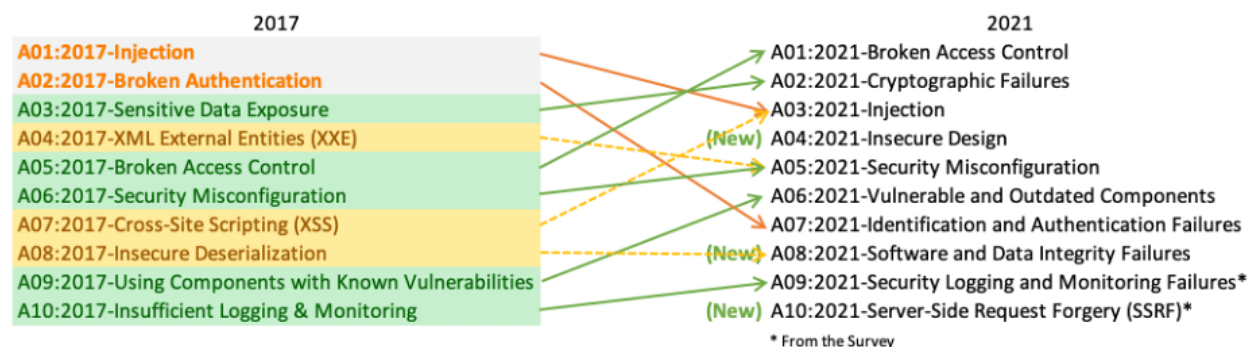 2017
A01:2017-Injection
A02:2017-Broken Authentication
A03:2017-Sensitive Data Exposure
A04:2017-XML External Entities (XXE)
A05:2017-Broken Access Control
A06:2017-Security Misconfiguration
A07:2017-Cross-Site Scripting (XSS)
A08:2017-Insecure Deserialization
A09:2017-Using Components with Known Vulnerabilities
A10:2017-Insufficient Logging & Monitoring
2021
A01:2021-Broken Access Control
A02:2021-Cryptographic Failures
A03:2021-Injection
(New) A04:2021-Insecure Design
A05:2021-Security Misconfiguration
A06:2021-Vulnerable and Outdated Components
A07:2021-Identification and Authentication Failures
(New) A08:2021-Software and Data Integrity Failures
A09:2021-Security Logging and Monitoring Failures*
(New) A10:2021-Server-Side Request Forgery (SSRF)*
* From the Survey